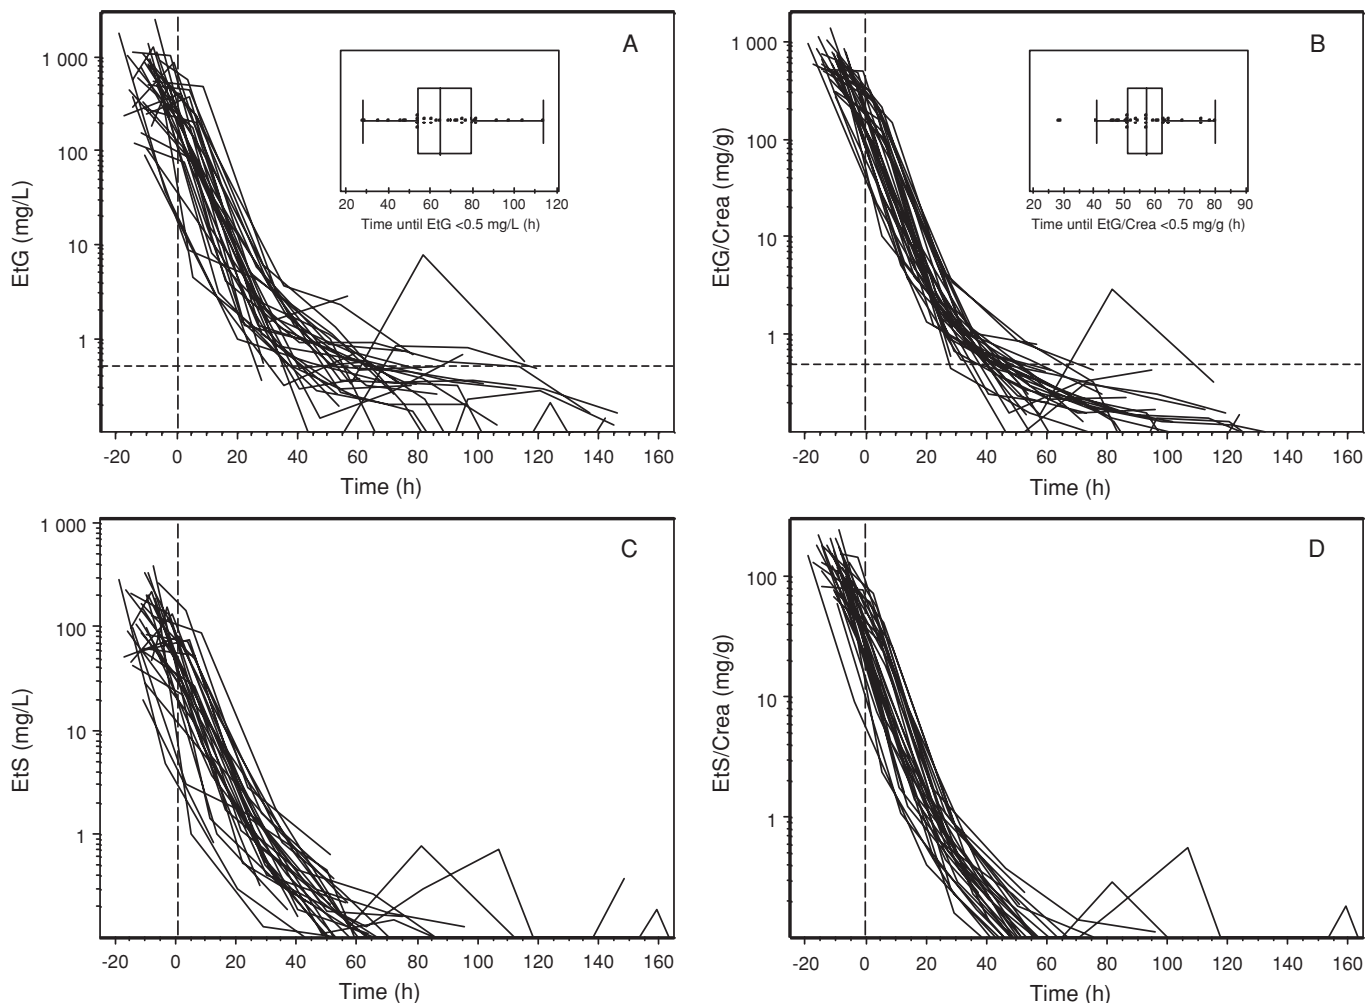 A
1 000
100
10
1
EtG (mg/L)
20 40 60 80 100 120
Time until EtG <0.5 mg/L (h)
-20 0 20 40 60 80 100 120 140 160
Time (h)
B
1 000
100
10
1
EtG/Crea (mg/g)
20 30 40 50 60 70 80 90
Time until EtG/Crea <0.5 mg/g (h)
-20 0 20 40 60 80 100 120 140 160
Time (h)
C
1 000
100
10
1
EtS (mg/L)
-20 0 20 40 60 80 100 120 140 160
Time (h)
D
100
10
1
EtS/Crea (mg/g)
-20 0 20 40 60 80 100 120 140 160
Time (h)